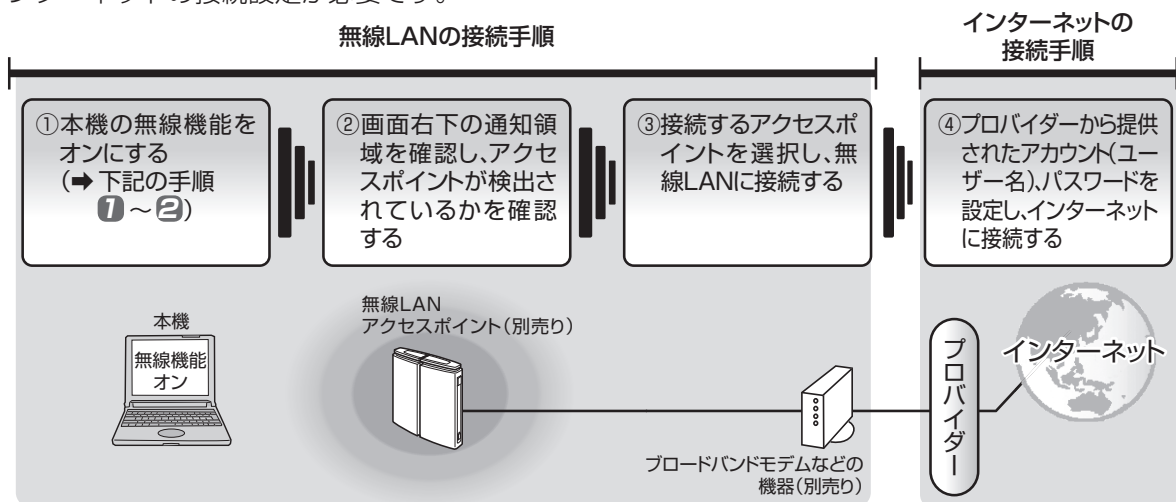 無線LANの接続手順
インターネットの
接続手順
①本機の無線機能を
オンにする
(➡下記の手順
1～2)
②画面右下の通知領
域を確認し、アクセ
スポイントが検出さ
れているかを確認
する
③接続するアクセスポ
イントを選択し、無
線LANに接続する
④プロバイダーから提供
されたアカウント(ユー
ザー名)、パスワードを
設定し、インターネット
に接続する
本機
無線機能
オン
無線LAN
アクセスポイント(別売り)
ブロードバンドモデムなどの
機器(別売り)
プロバイダー
インターネット